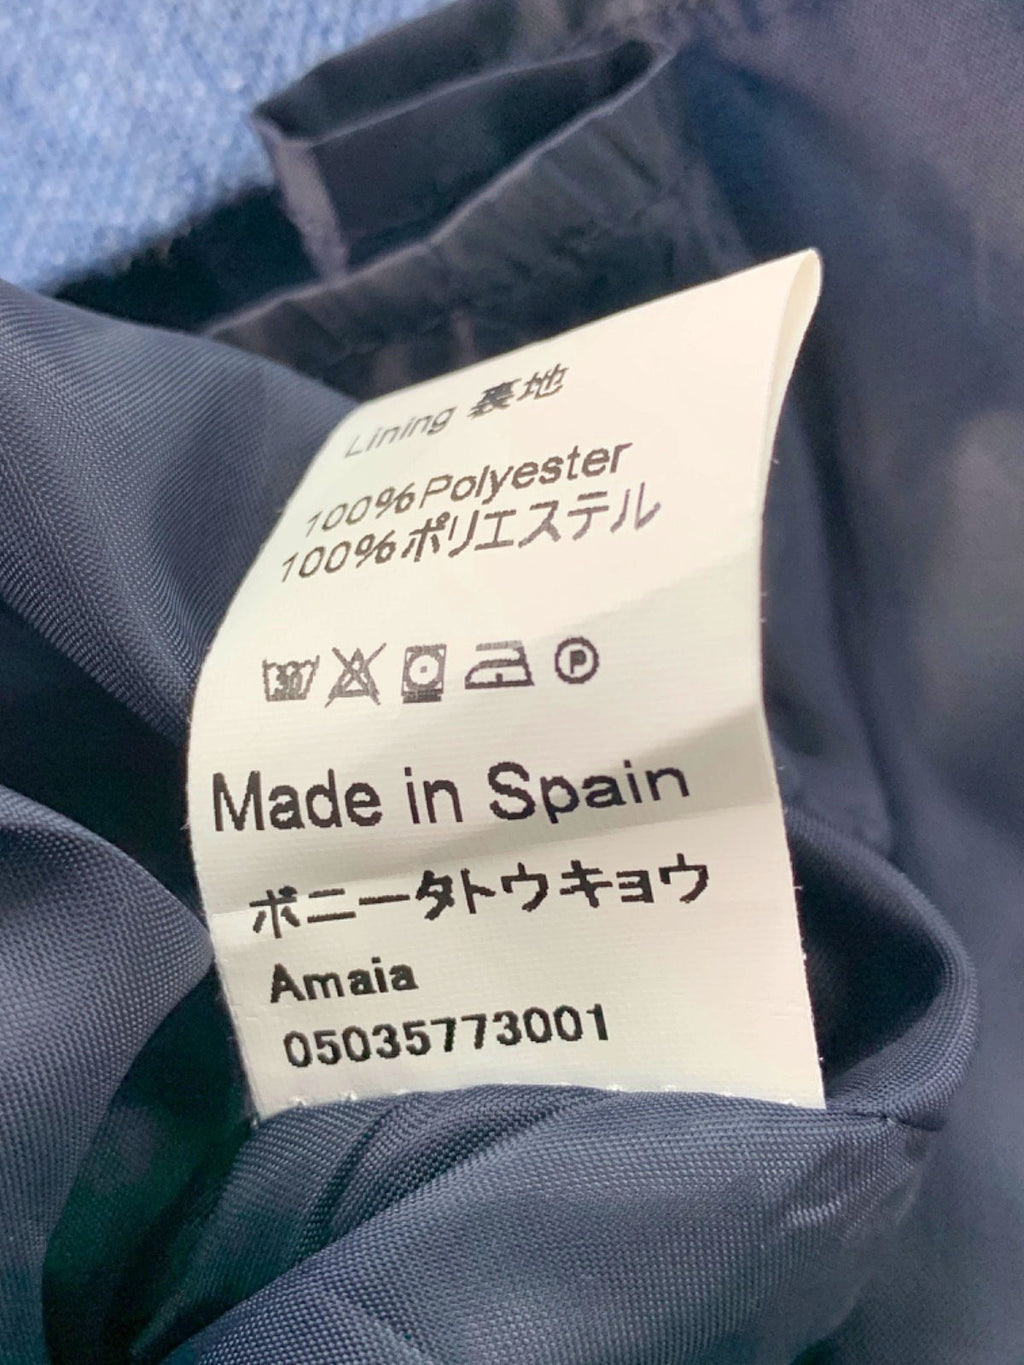 Lining 裏地
100%Polyester
100%ポリエステル
30 P
Made in Spain
ボニータトウキョウ
Amaia
05035773001